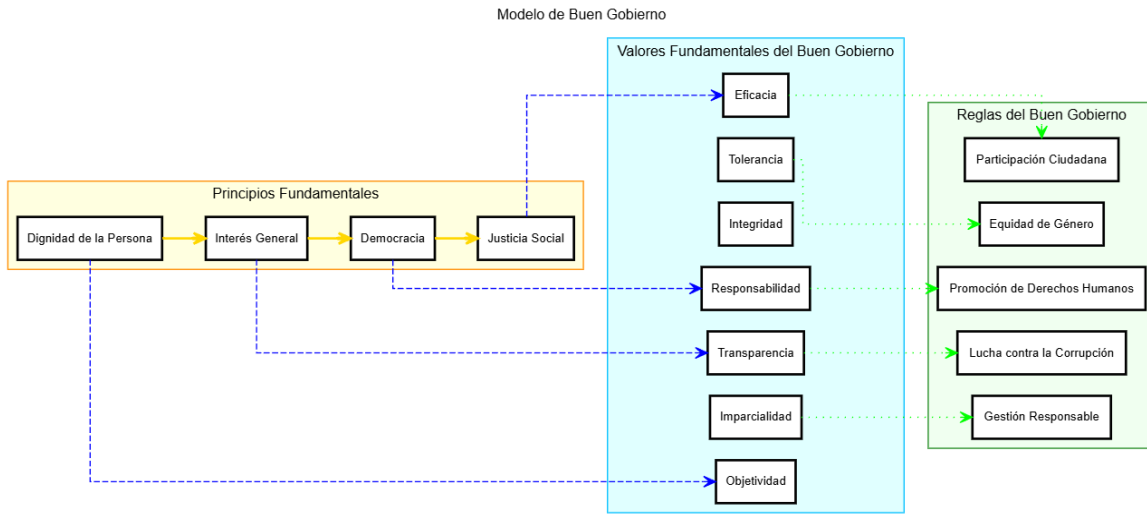 Modelo de Buen Gobierno
Principios Fundamentales
Dignidad de la Persona
Interés General
Democracia
Justicia Social
Valores Fundamentales del Buen Gobierno
Eficacia
Tolerancia
Integridad
Responsabilidad
Transparencia
Imparcialidad
Objetividad
Reglas del Buen Gobierno
Participación Ciudadana
Equidad de Género
Promoción de Derechos Humanos
Lucha contra la Corrupción
Gestión Responsable